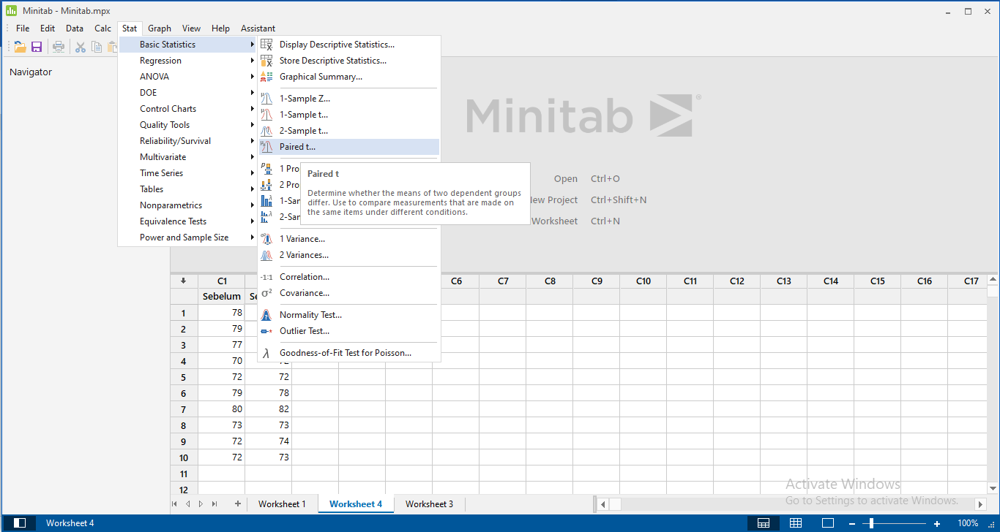 Minitab - Minitab.mpx
File Edit Data Calc Stat Graph View Help Assistant
Navigator
Basic Statistics
Regression
ANOVA
DOE
Control Charts
Quality Tools
Reliability/Survival
Multivariate
Time Series
Tables
Nonparametrics
Equivalence Tests
Power and Sample Size
Display Descriptive Statistics...
Store Descriptive Statistics...
Graphical Summary...
1-Sample Z...
1-Sample t...
2-Sample t...
Paired t...
1 Pro
2 Pro
1-Sar
2-Sar
1 Variance...
2 Variances...
Correlation...
Covariance...
Normality Test...
Outlier Test...
Goodness-of-Fit Test for Poisson...
Paired t
Determine whether the means of two dependent groups
differ. Use to compare measurements that are made on
the same items under different conditions.
Minitab
Open Ctrl+O
ew Project Ctrl+Shift+N
Worksheet Ctrl+N
C1 C6 C7 C8 C9 C10 C11 C12 C13 C14 C15 C16 C17
Sebelum Se
1 78
2 79
3 77
4 70
5 72 72
6 79 78
7 80 82
8 73 73
9 72 74
10 72 73
11
12
Activate Windows
Go to Settings to activate Windows.
Worksheet 1 Worksheet 4 Worksheet 3
Worksheet 4
100%